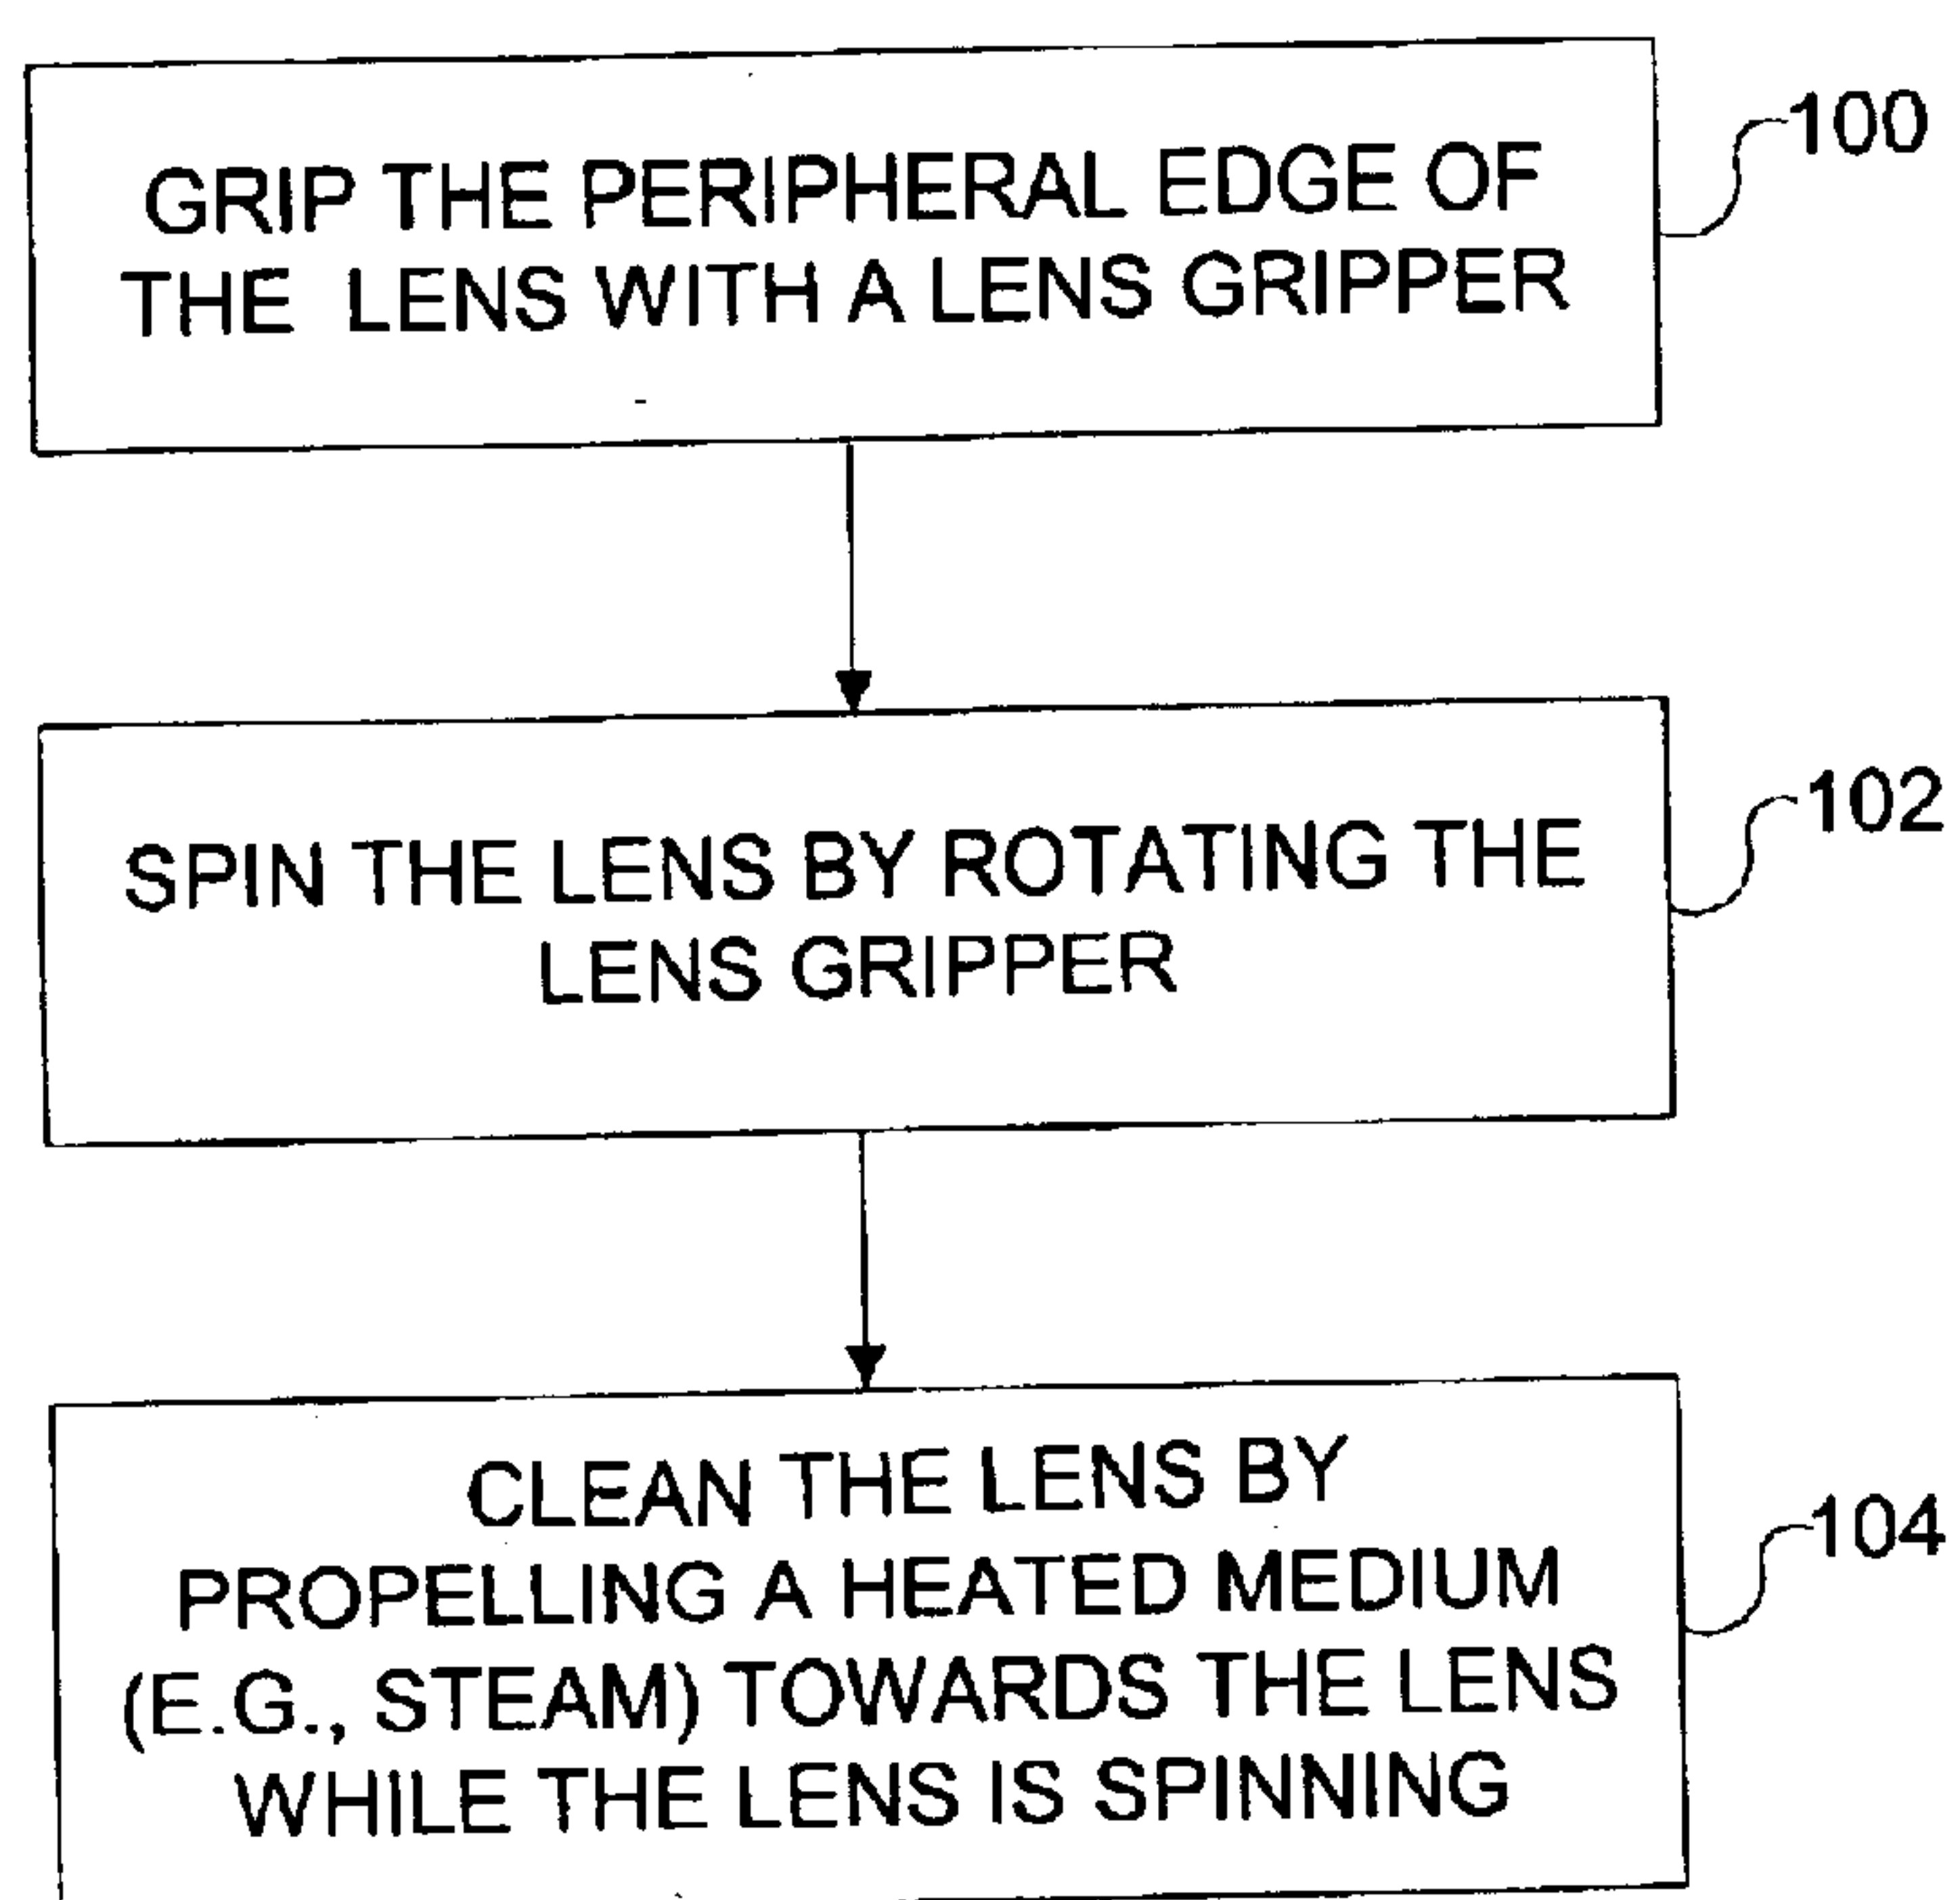 GRIP THE PERIPHERAL EDGE OF
THE LENS WITH A LENS GRIPPER
100
SPIN THE LENS BY ROTATING THE
LENS GRIPPER
102
CLEAN THE LENS BY
PROPELLING A HEATED MEDIUM
(E.G., STEAM) TOWARDS THE LENS
WHILE THE LENS IS SPINNING
104